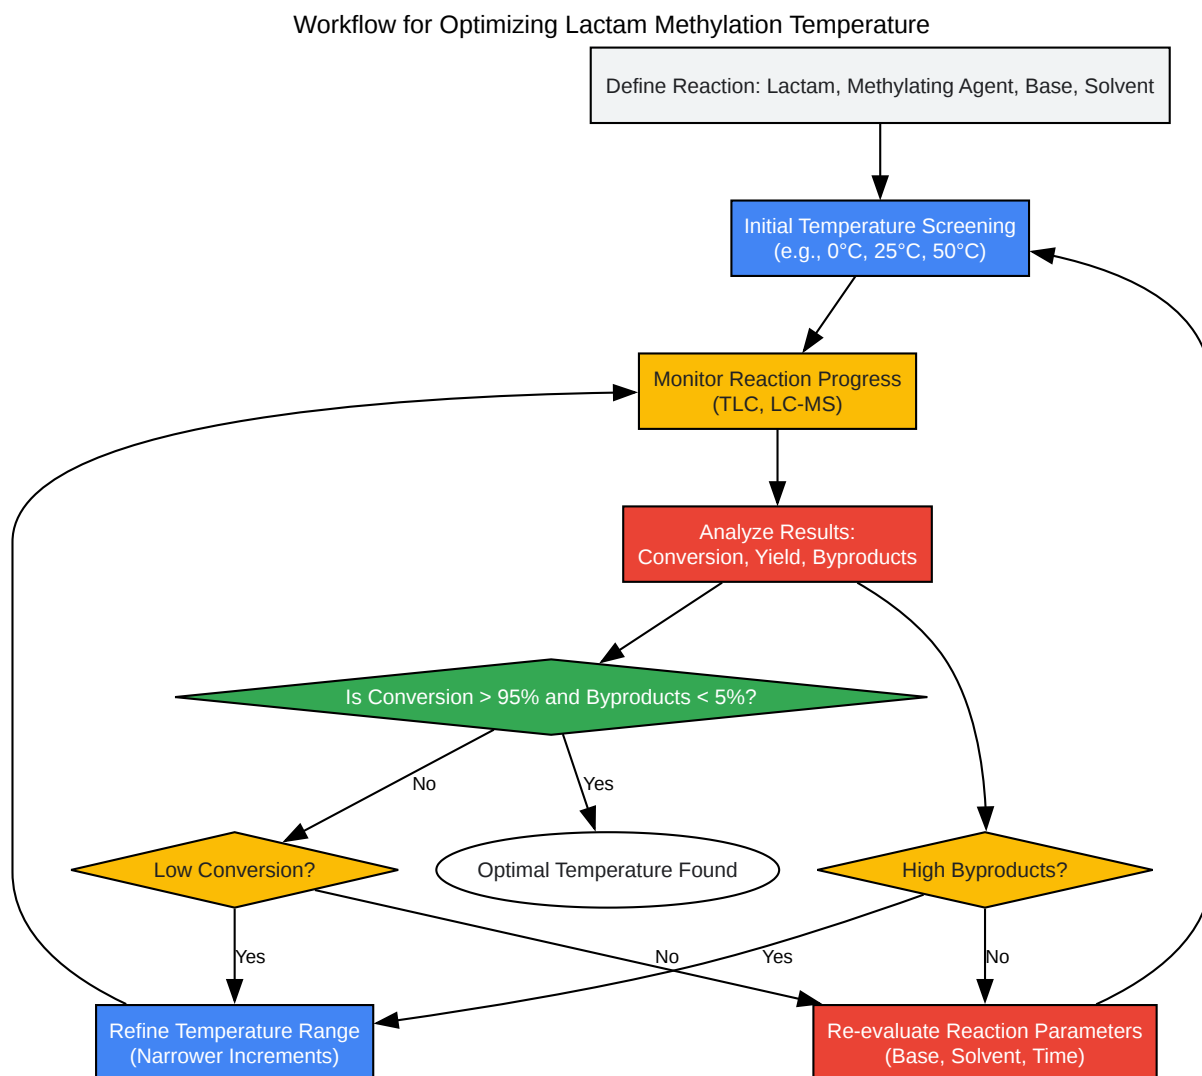 Workflow for Optimizing Lactam Methylation Temperature
Define Reaction: Lactam, Methylating Agent, Base, Solvent
Initial Temperature Screening
(e.g., 0°C, 25°C, 50°C)
Monitor Reaction Progress
(TLC, LC-MS)
Analyze Results:
Conversion, Yield, Byproducts
Is Conversion > 95% and Byproducts < 5%?
No
Yes
Low Conversion?
Optimal Temperature Found
High Byproducts?
Yes
No
Yes
No
Refine Temperature Range
(Narrower Increments)
Re-evaluate Reaction Parameters
(Base, Solvent, Time)